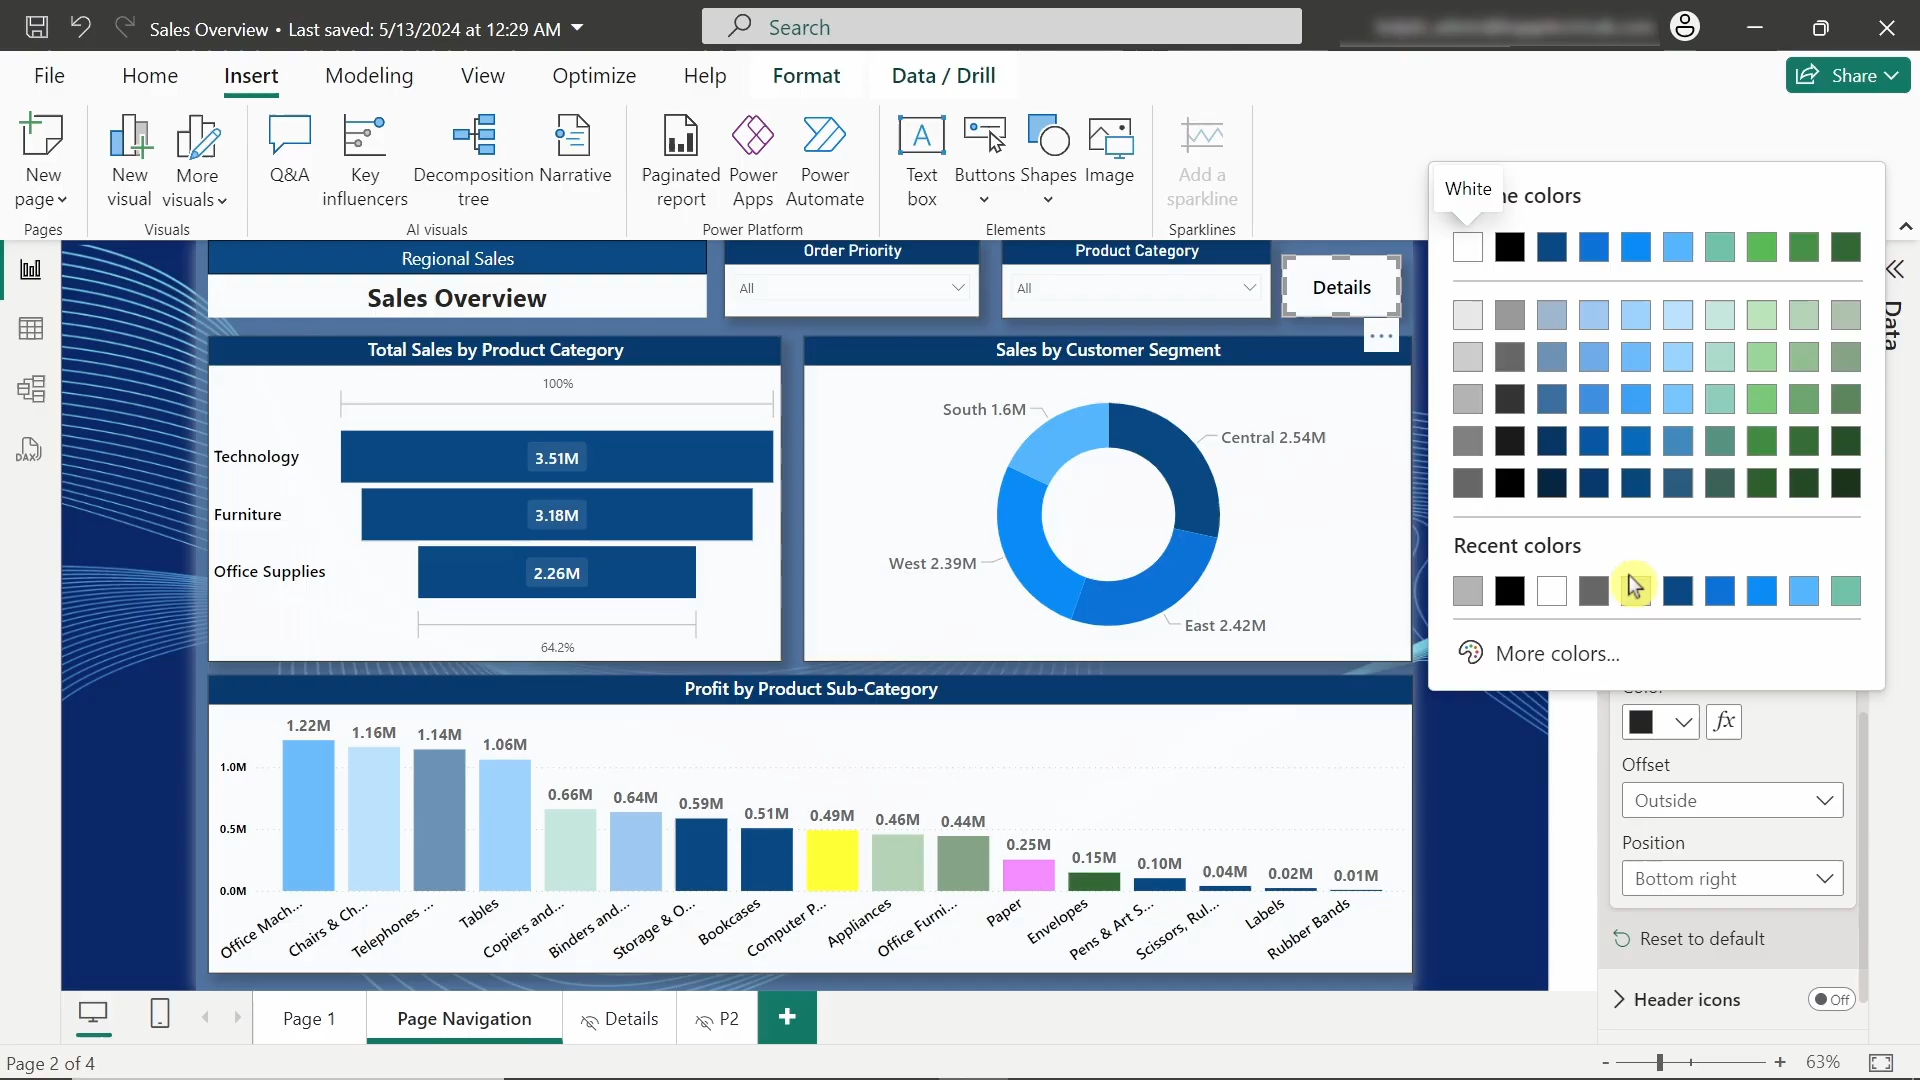 Sales Overview • Last saved: 5/13/2024 at 12:29 AM
Search
File Home Insert Modeling View Optimize Help Format Data / Drill
Share
New page
New visual
More visuals
Q&A
Key influencers
Decomposition tree
Narrative
Paginated report
Power Apps
Power Automate
Text box
Buttons
Shapes
Image
Add a sparkline
Pages
Visuals
AI visuals
Power Platform
Elements
Sparklines
Regional Sales
Sales Overview
Order Priority
All
Product Category
All
Details
...
Total Sales by Product Category
100%
Technology 3.51M
Furniture 3.18M
Office Supplies 2.26M
64.2%
Sales by Customer Segment
South 1.6M
Central 2.54M
West 2.39M
East 2.42M
Profit by Product Sub-Category
1.22M 1.16M 1.14M 1.06M 0.66M 0.64M 0.59M 0.51M 0.49M 0.46M 0.44M 0.25M 0.15M 0.10M 0.04M 0.02M 0.01M
1.0M
0.5M
0.0M
Office Mach... Chairs & Ch... Telephones ... Tables Copiers and... Binders and... Storage & O... Bookcases Computer P... Appliances Office Furni... Paper Envelopes Pens & Art S... Scissors, Rul... Labels Rubber Bands
White
e colors
Recent colors
More colors...
Data
fx
Offset
Outside
Position
Bottom right
Reset to default
Header icons Off
DAX
Page 1 Page Navigation Details P2 +
Page 2 of 4
- + 63%